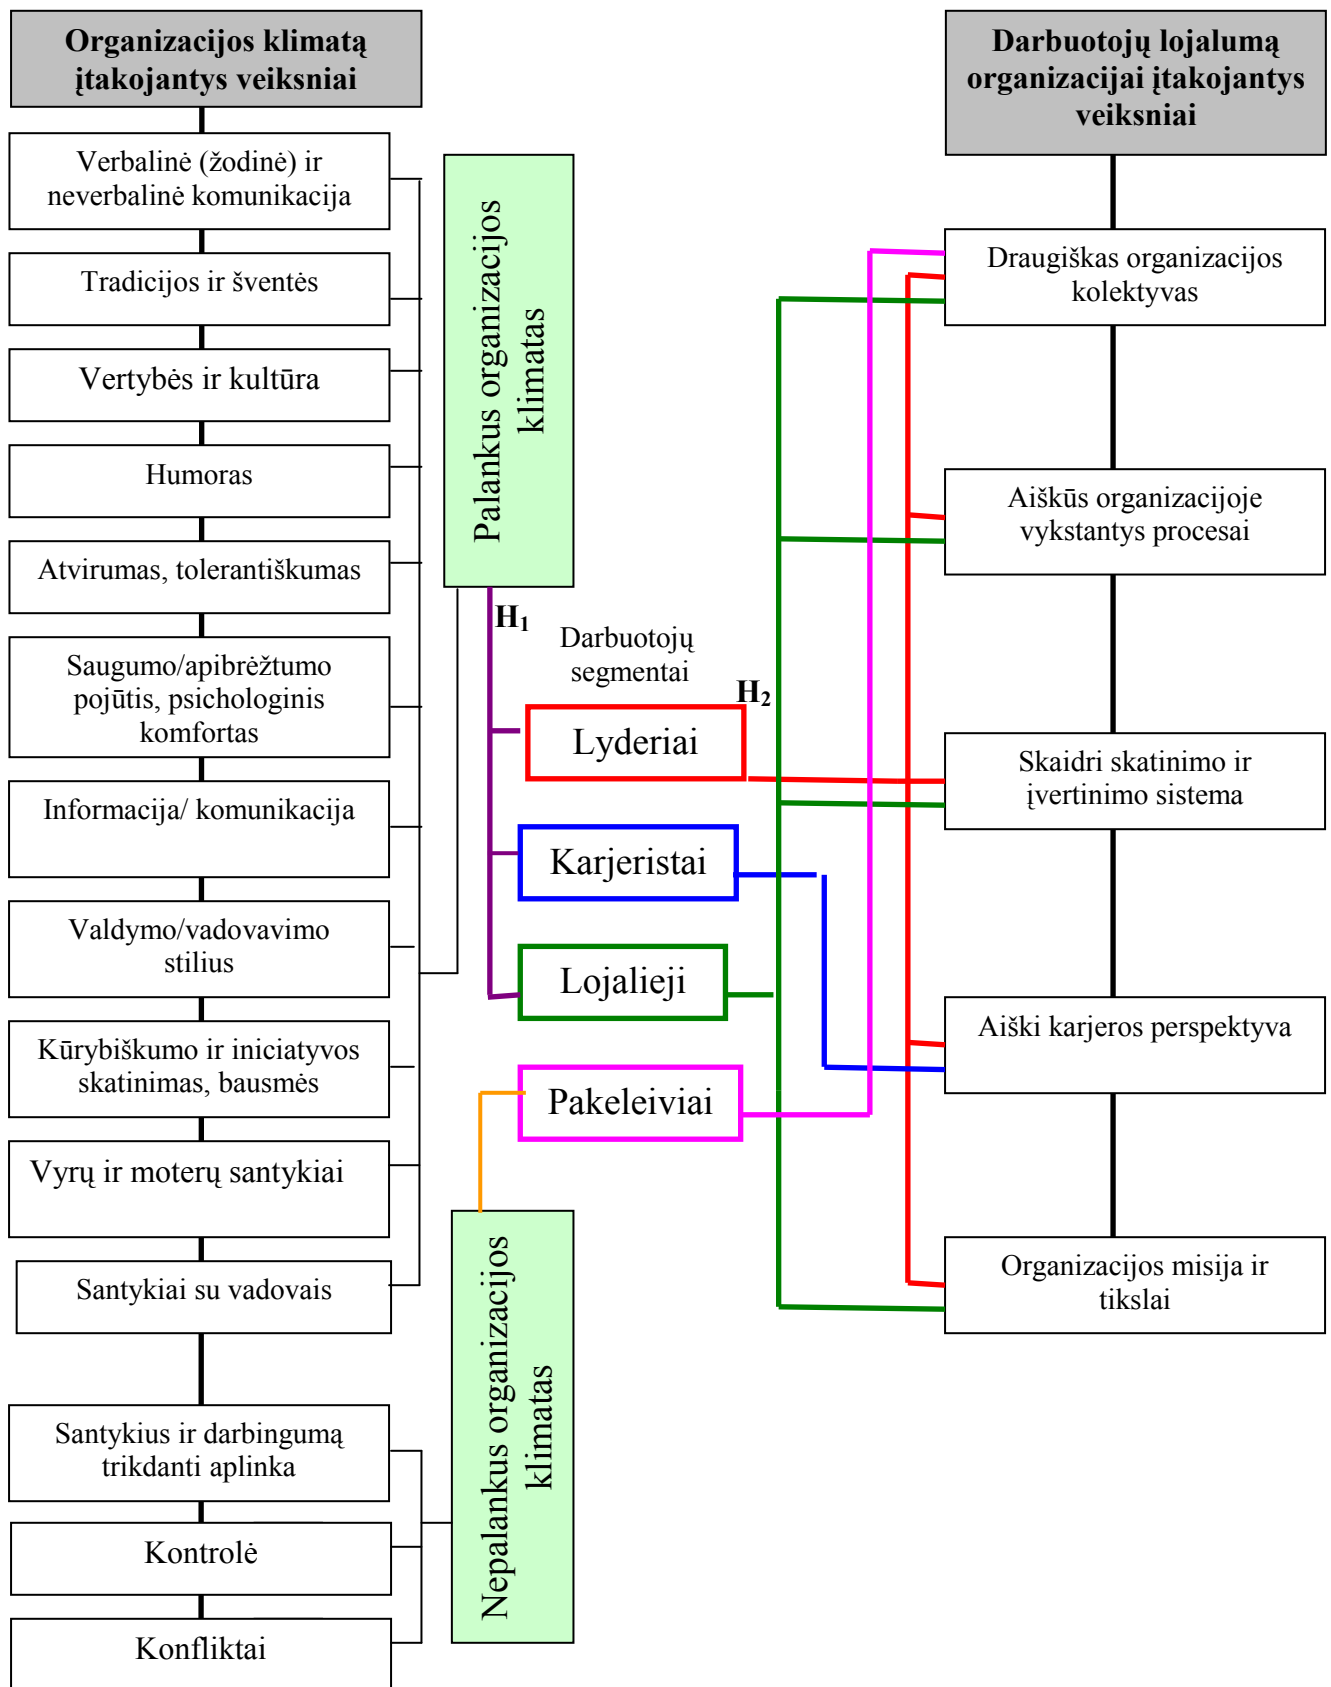 Organizacijos klimatą
įtakojantys veiksniai
Verbalinė (žodinė) ir
neverbalinė komunikacija
Tradicijos ir šventės
Vertybės ir kultūra
Humoras
Atvirumas, tolerantiškumas
Saugumo/apibrėžtumo
pojūtis, psichologinis
komfortas
Informacija/ komunikacija
Valdymo/vadovavimo
stilius
Kūrybiškumo ir iniciatyvos
skatinimas, bausmės
Vyrų ir moterų santykiai
Santykiai su vadovais
Santykius ir darbingumą
trikdanti aplinka
Kontrolė
Konfliktai
Palankus organizacijos
klimatas
Nepalankus organizacijos
klimatas
H₁
Darbuotojų
segmentai
H₂
Lyderiai
Karjeristai
Lojalieji
Pakeleiviai
Darbuotojų lojalumą
organizacijai įtakojantys
veiksniai
Draugiškas organizacijos
kolektyvas
Aiškūs organizacijoje
vykstantys procesai
Skaidri skatinimo ir
įvertinimo sistema
Aiški karjeros perspektyva
Organizacijos misija ir
tikslai